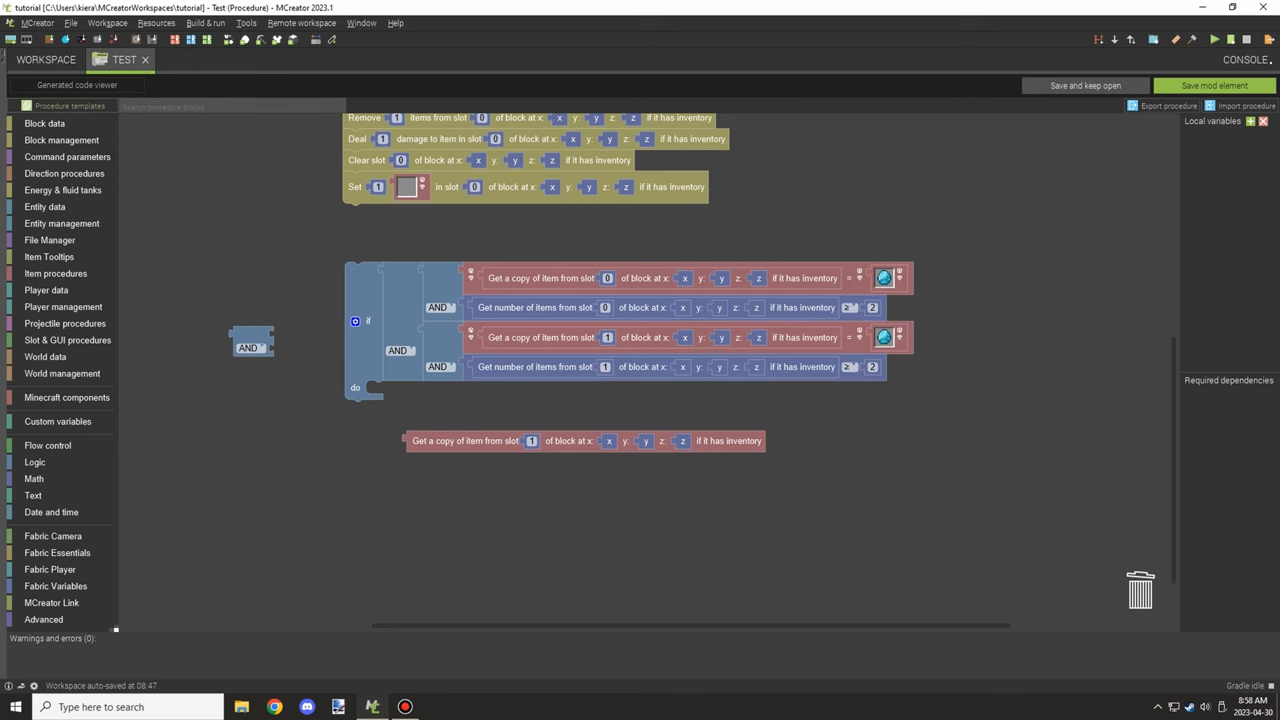 tutorial [C:\Users\kiera\MCreatorWorkspaces\tutorial] - Test (Procedure) - MCreator 2023.1
MCreator File Workspace Resources Build & run Tools Remote workspace Window Help
WORKSPACE TEST CONSOLE
Generated code viewer Save and keep open Save mod element
Procedure templates Search procedure blocks Export procedure Import procedure
Local variables
Required dependencies
Block data
Block management
Command parameters
Direction procedures
Energy & fluid tanks
Entity data
Entity management
File Manager
Item Tooltips
Item procedures
Player data
Player management
Projectile procedures
Slot & GUI procedures
World data
World management
Minecraft components
Custom variables
Flow control
Logic
Math
Text
Date and time
Fabric Camera
Fabric Essentials
Fabric Player
Fabric Variables
MCreator Link
Advanced
Remove 1 items from slot 0 of block at x: x y: y z: z if it has inventory
Deal 1 damage to item in slot 0 of block at x: x y: y z: z if it has inventory
Clear slot 0 of block at x: x y: y z: z if it has inventory
Set 1 in slot 0 of block at x: x y: y z: z if it has inventory
Get a copy of item from slot 0 of block at x: x y: y z: z if it has inventory =
AND Get number of items from slot 0 of block at x: x y: y z: z if it has inventory ≥ 2
if
Get a copy of item from slot 1 of block at x: x y: y z: z if it has inventory =
AND
AND
AND Get number of items from slot 1 of block at x: x y: y z: z if it has inventory ≥ 2
do
Get a copy of item from slot 1 of block at x: x y: y z: z if it has inventory
Warnings and errors (0):
Workspace auto-saved at 08:47 Gradle idle
Type here to search
8:58 AM
2023-04-30